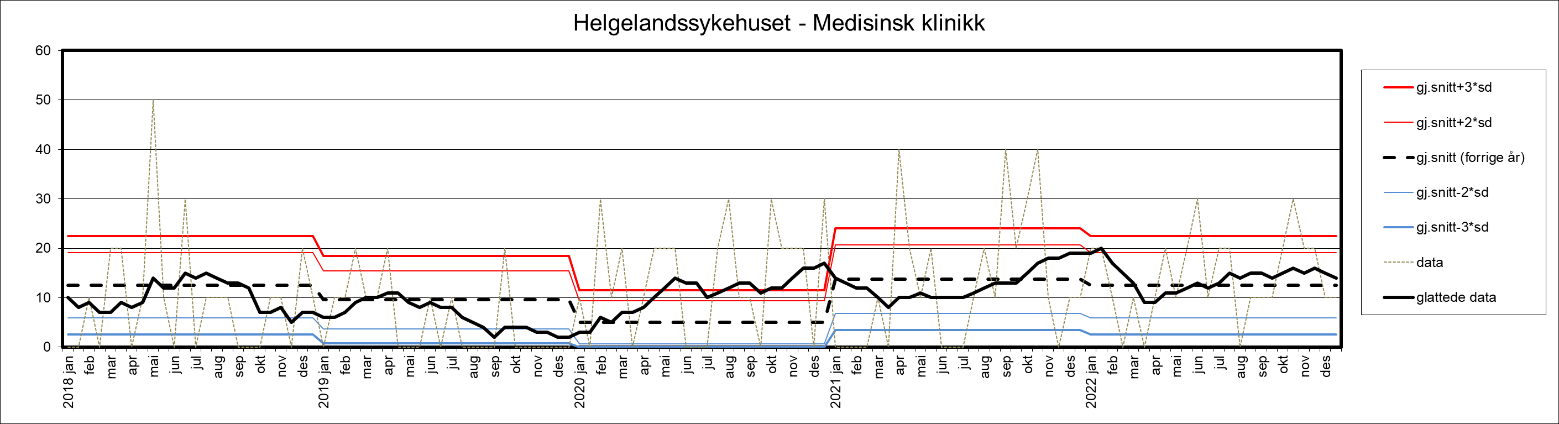 Helgelandssykehuset - Medisinsk klinikk
60
50
40
30
20
10
0
2018 jan
feb
mar
apr
mai
jun
jul
aug
sep
okt
nov
des
2019 jan
feb
mar
apr
mai
jun
jul
aug
sep
okt
nov
des
2020 jan
feb
mar
apr
mai
jun
jul
aug
sep
okt
nov
des
2021 jan
feb
mar
apr
mai
jun
jul
aug
sep
okt
nov
des
2022 jan
feb
mar
apr
mai
jun
jul
aug
sep
okt
nov
des
gj.snitt+3*sd
gj.snitt+2*sd
gj.snitt (forrige år)
gj.snitt-2*sd
gj.snitt-3*sd
data
glattede data